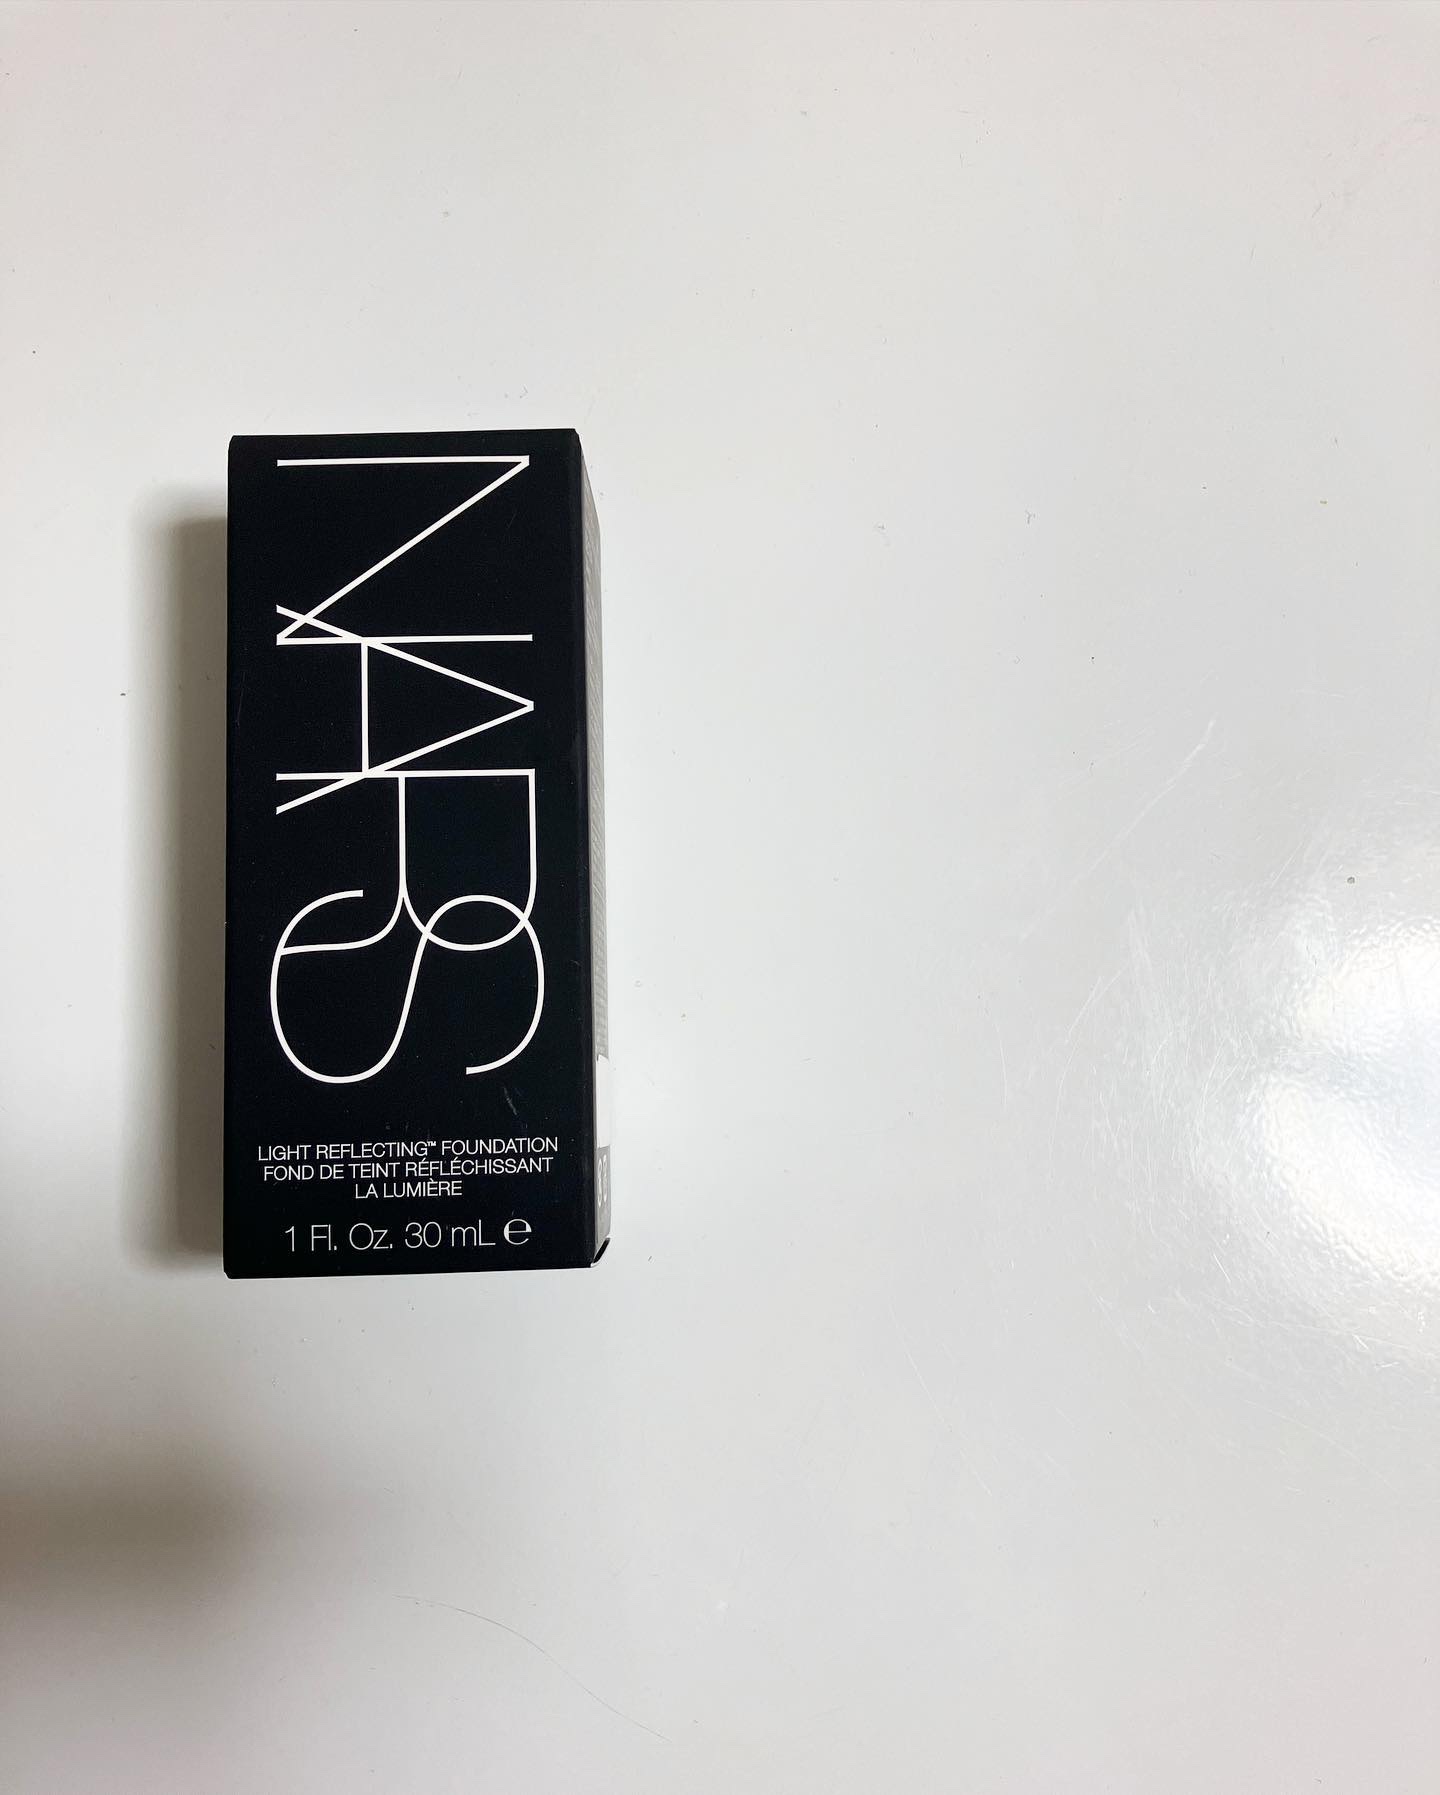 NARS
LIGHT REFLECTING™ FOUNDATION
FOND DE TEINT RÉFLÉCHISSANT
LA LUMIÈRE
1 Fl. Oz. 30 mL ℮